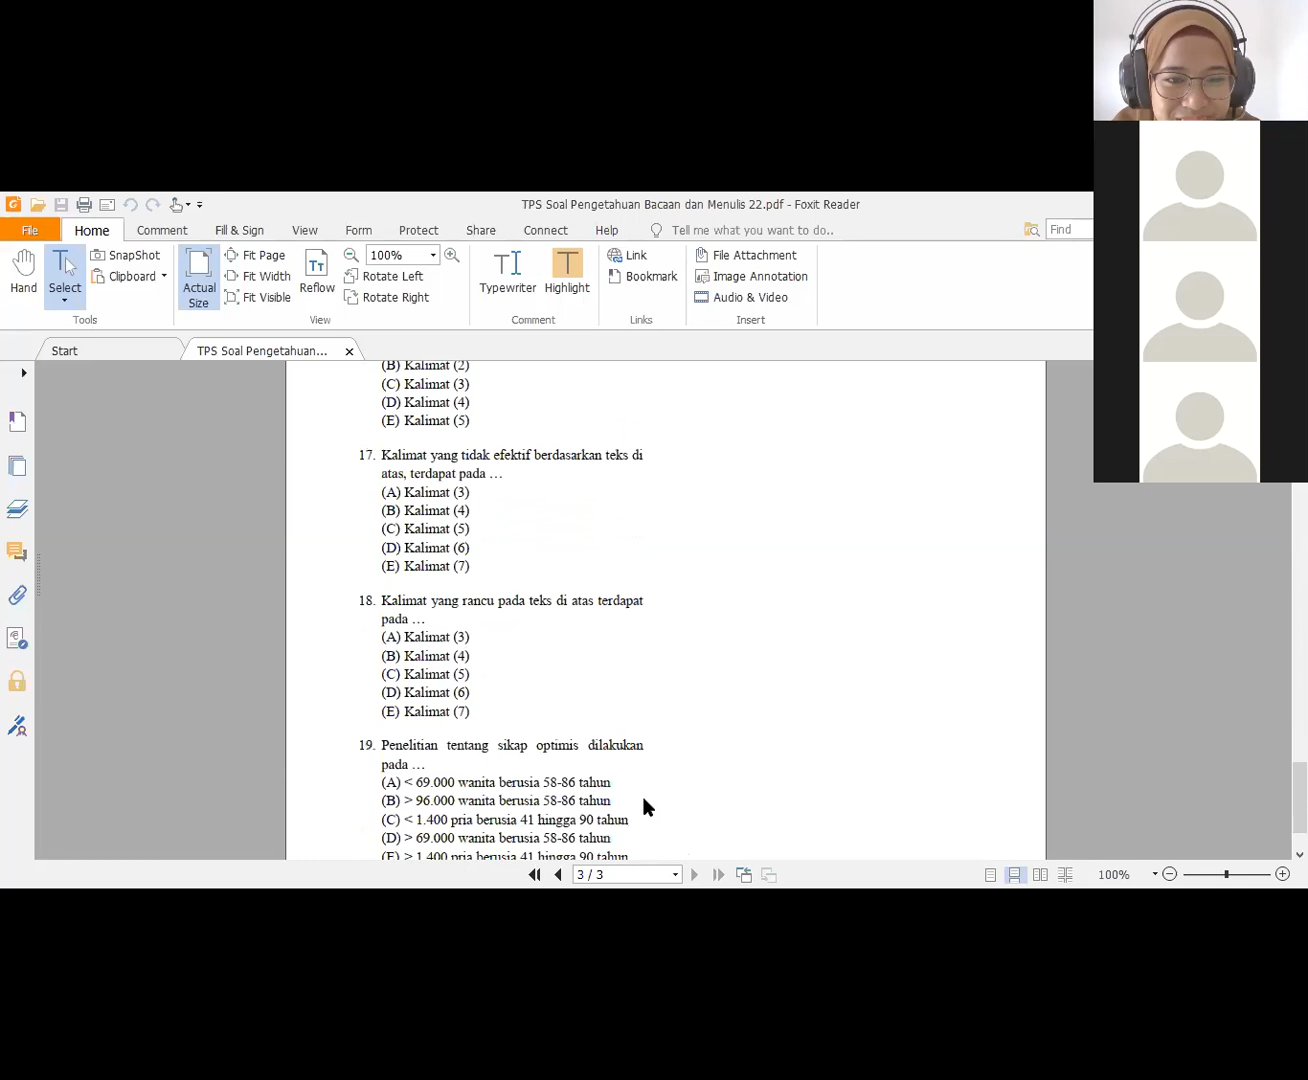 TPS Soal Pengetahuan Bacaan dan Menulis 22.pdf - Foxit Reader
File Home Comment Fill & Sign View Form Protect Share Connect Help Tell me what you want to do.. Find
Hand
Select
SnapShot
Clipboard
Actual Size
Fit Page
Fit Width
Fit Visible
Reflow
100%
Rotate Left
Rotate Right
Typewriter
Highlight
Link
Bookmark
File Attachment
Image Annotation
Audio & Video
Tools View Comment Links Insert
Start TPS Soal Pengetahuan...
(B) Kalimat (2)
(C) Kalimat (3)
(D) Kalimat (4)
(E) Kalimat (5)
17. Kalimat yang tidak efektif berdasarkan teks di
atas, terdapat pada …
(A) Kalimat (3)
(B) Kalimat (4)
(C) Kalimat (5)
(D) Kalimat (6)
(E) Kalimat (7)
18. Kalimat yang rancu pada teks di atas terdapat
pada …
(A) Kalimat (3)
(B) Kalimat (4)
(C) Kalimat (5)
(D) Kalimat (6)
(E) Kalimat (7)
19. Penelitian tentang sikap optimis dilakukan
pada …
(A) < 69.000 wanita berusia 58-86 tahun
(B) > 96.000 wanita berusia 58-86 tahun
(C) < 1.400 pria berusia 41 hingga 90 tahun
(D) > 69.000 wanita berusia 58-86 tahun
(E) > 1.400 pria berusia 41 hingga 90 tahun
3 / 3
100%